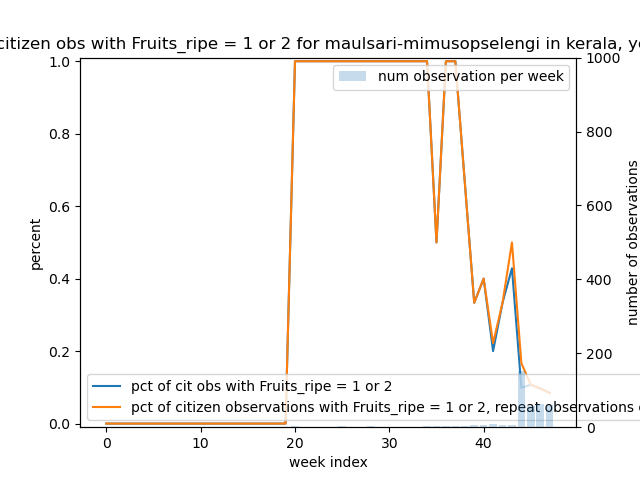 citizen obs with Fruits_ripe = 1 or 2 for maulsari-mimusopselengi in kerala,
num observation per week
1.0
0.8
0.6
0.4
0.2
0.0
percent
1000
800
600
400
200
0
number of observations
pct of cit obs with Fruits_ripe = 1 or 2
pct of citizen observations with Fruits_ripe = 1 or 2, repeat observations
0
10
20
30
40
week index